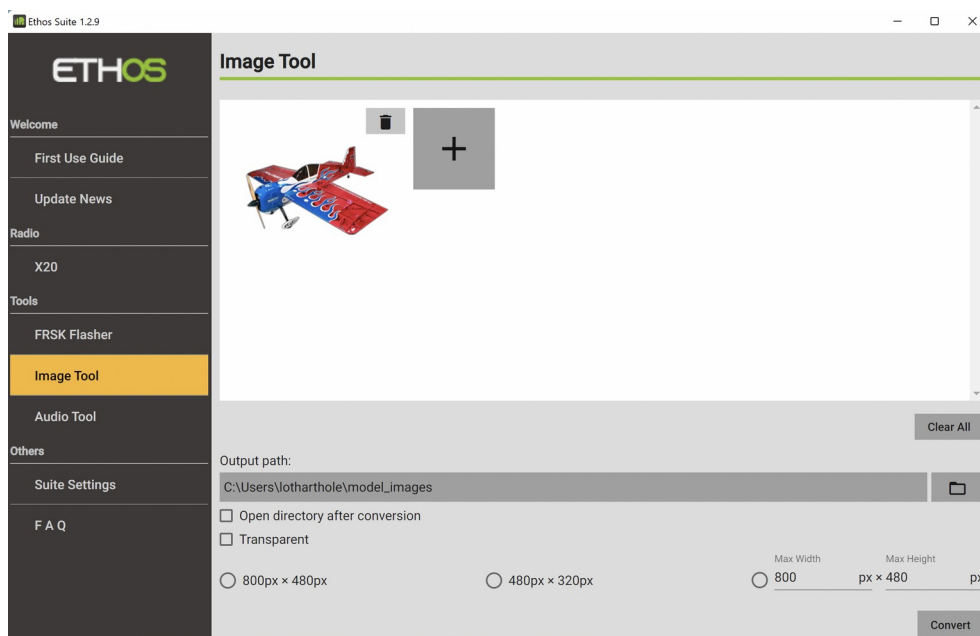 Ethos Suite 1.2.9
ETHOS
Welcome
First Use Guide
Update News
Radio
X20
Tools
FRSK Flasher
Image Tool
Audio Tool
Others
Suite Settings
F A Q
Image Tool
Clear All
Output path:
C:\Users\lotharthole\model_images
Open directory after conversion
Transparent
800px × 480px
480px × 320px
Max Width
Max Height
800 px × 480 px
Convert